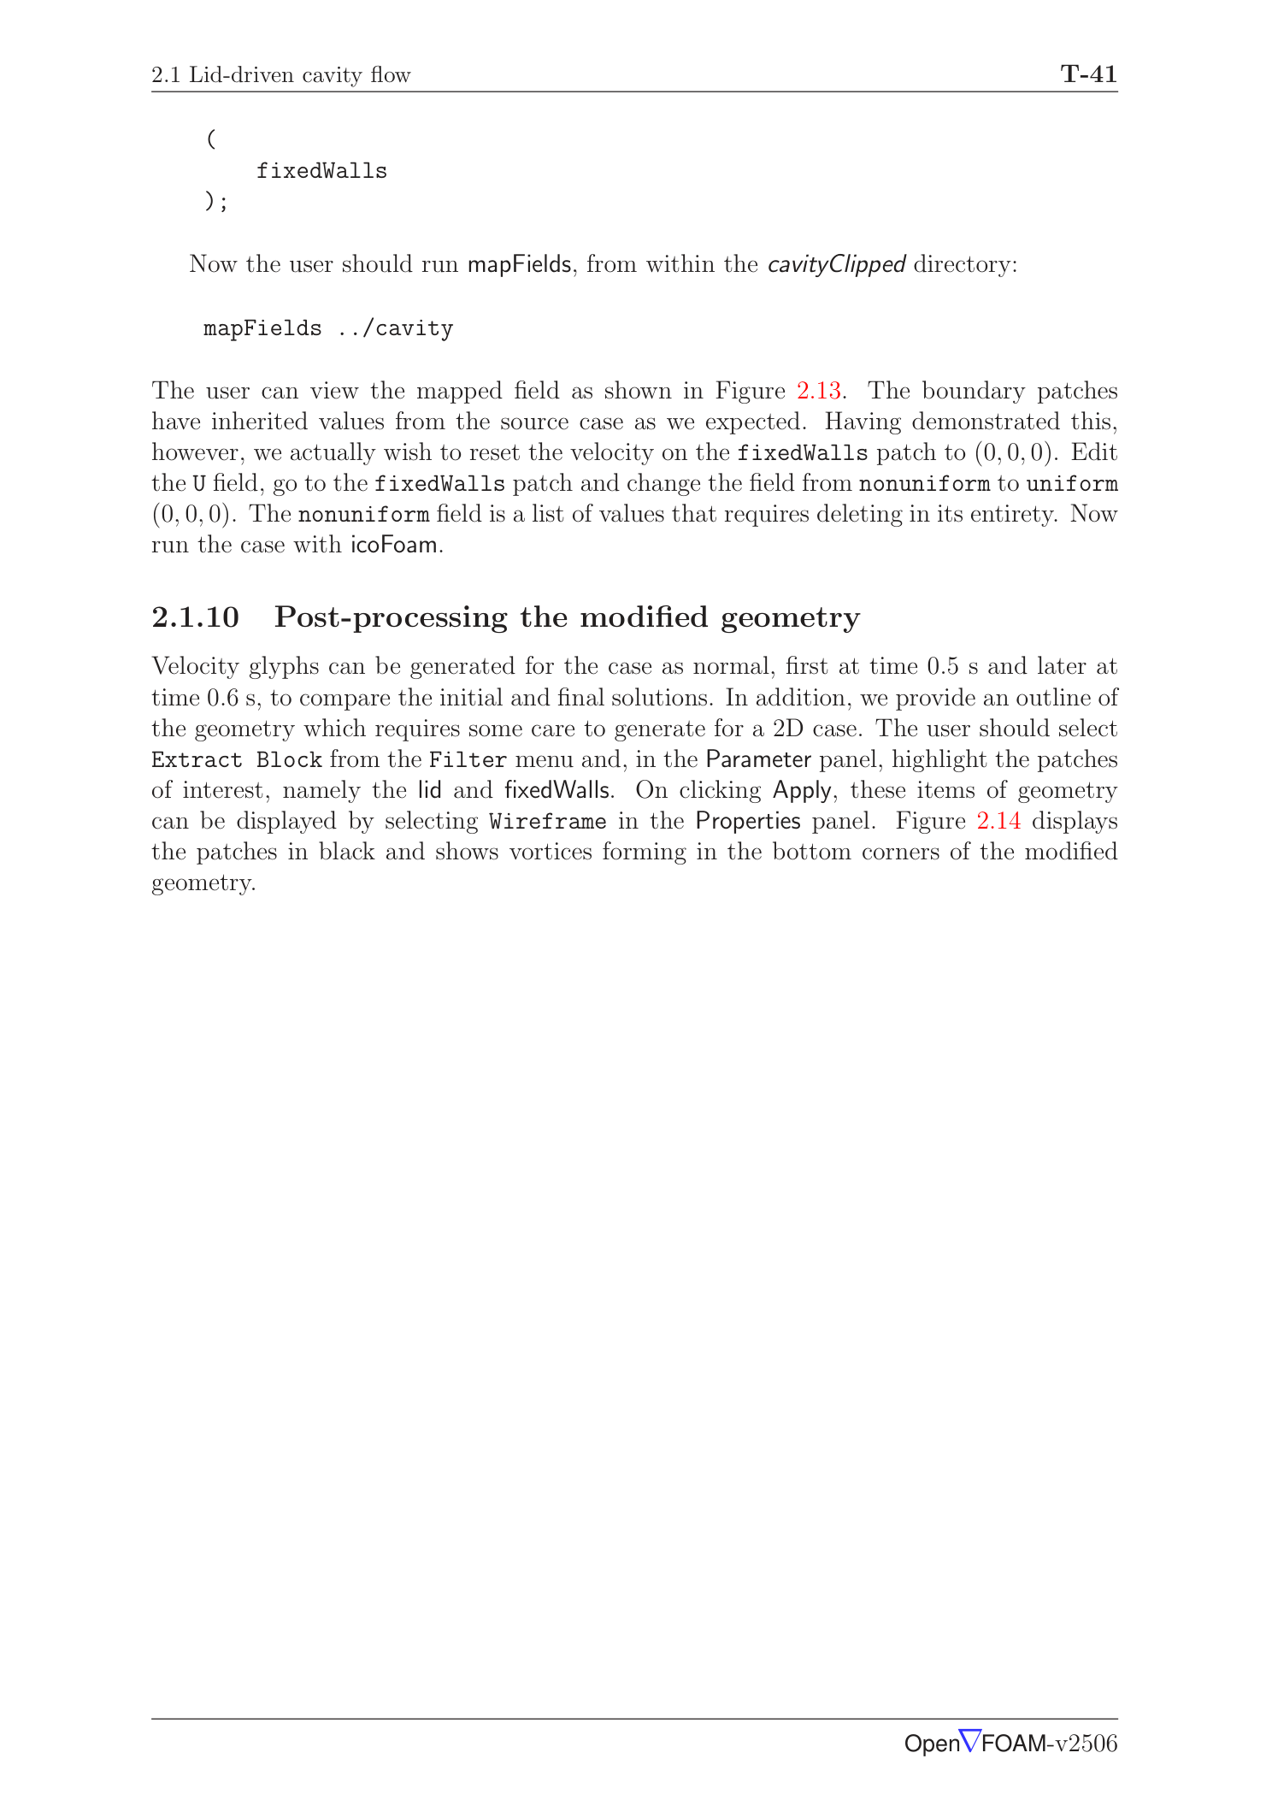 2.1 Lid-driven cavity flow T-41
(
fixedWalls
);
Now the user should run mapFields, from within the cavityClipped directory:
mapFields ../cavity
The user can view the mapped field as shown in Figure 2.13. The boundary patches
have inherited values from the source case as we expected. Having demonstrated this,
however, we actually wish to reset the velocity on the fixedWalls patch to (0, 0, 0). Edit
the U field, go to the fixedWalls patch and change the field from nonuniform to uniform
(0, 0, 0). The nonuniform field is a list of values that requires deleting in its entirety. Now
run the case with icoFoam.
2.1.10 Post-processing the modified geometry
Velocity glyphs can be generated for the case as normal, first at time 0.5 s and later at
time 0.6 s, to compare the initial and final solutions. In addition, we provide an outline of
the geometry which requires some care to generate for a 2D case. The user should select
Extract Block from the Filter menu and, in the Parameter panel, highlight the patches
of interest, namely the lid and fixedWalls. On clicking Apply, these items of geometry
can be displayed by selecting Wireframe in the Properties panel. Figure 2.14 displays
the patches in black and shows vortices forming in the bottom corners of the modified
geometry.
Open∇FOAM-v2506